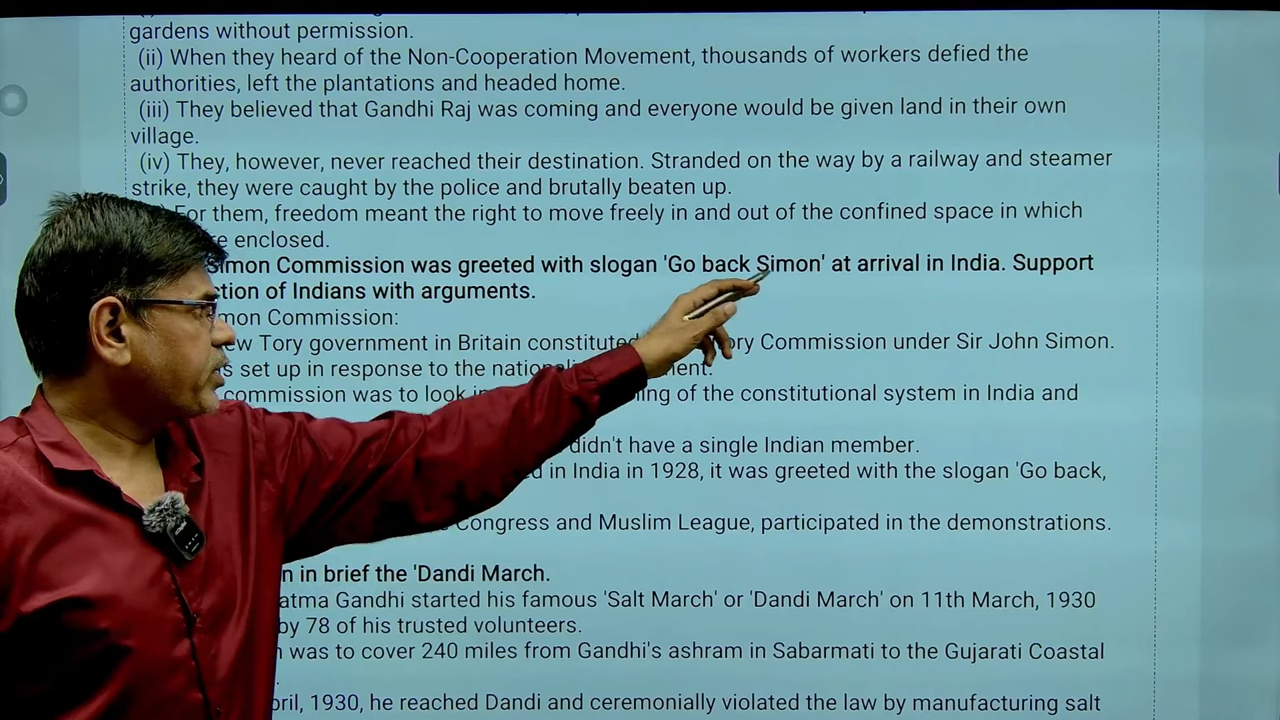 gardens without permission.
(ii) When they heard of the Non-Cooperation Movement, thousands of workers defied the
authorities, left the plantations and headed home.
(iii) They believed that Gandhi Raj was coming and everyone would be given land in their own
village.
(iv) They, however, never reached their destination. Stranded on the way by a railway and steamer
strike, they were caught by the police and brutally beaten up.
For them, freedom meant the right to move freely in and out of the confined space in which
enclosed.
Simon Commission was greeted with slogan 'Go back Simon' at arrival in India. Support
of Indians with arguments.
Commission:
Tory government in Britain constituted Commission under Sir John Simon.
set up in response to the
commission was to look of the constitutional system in India and
didn't have a single Indian member.
in India in 1928, it was greeted with the slogan 'Go back,
Congress and Muslim League, participated in the demonstrations.
in brief the 'Dandi March.
Gandhi started his famous 'Salt March' or 'Dandi March' on 11th March, 1930
by 78 of his trusted volunteers.
was to cover 240 miles from Gandhi's ashram in Sabarmati to the Gujarati Coastal
1930, he reached Dandi and ceremonially violated the law by manufacturing salt